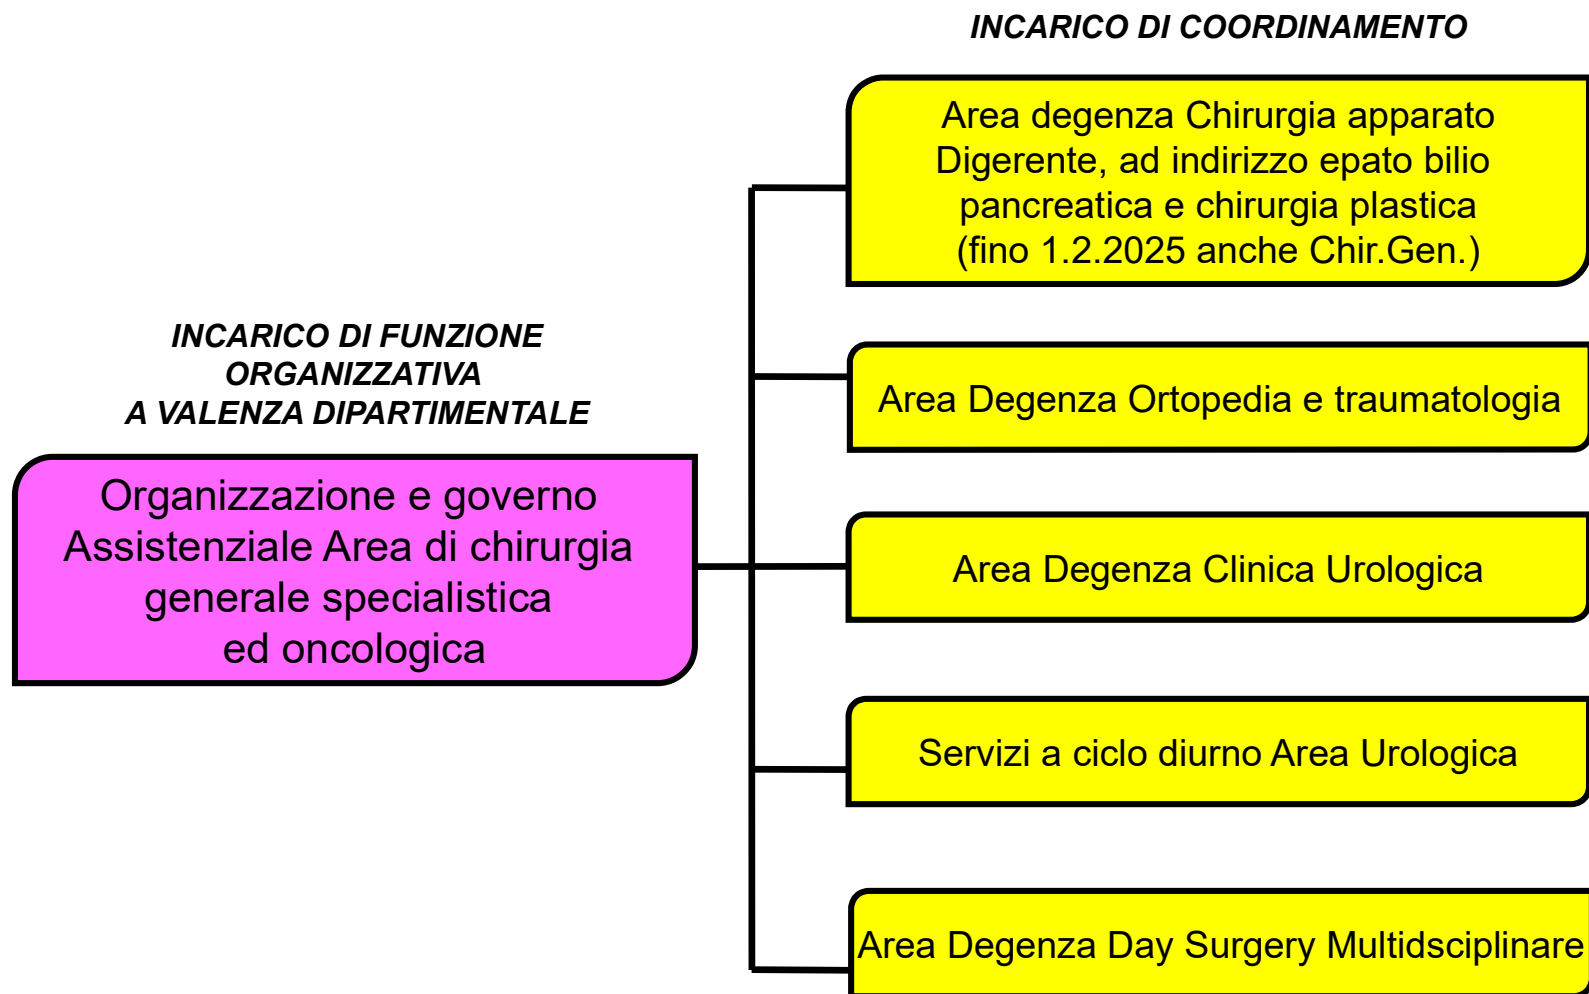 INCARICO DI FUNZIONE
ORGANIZZATIVA
A VALENZA DIPARTIMENTALE
Organizzazione e governo
Assistenziale Area di chirurgia
generale specialistica
ed oncologica
INCARICO DI COORDINAMENTO
Area degenza Chirurgia apparato
Digerente, ad indirizzo epato bilio
pancreatica e chirurgia plastica
(fino 1.2.2025 anche Chir.Gen.)
Area Degenza Ortopedia e traumatologia
Area Degenza Clinica Urologica
Servizi a ciclo diurno Area Urologica
Area Degenza Day Surgery Multidsciplinare